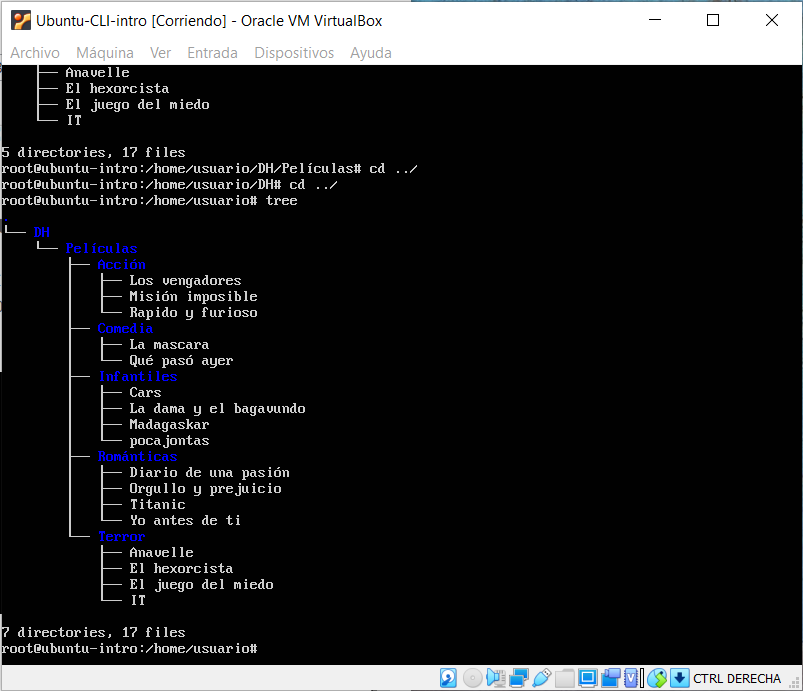 Ubuntu-CLI-intro [Corriendo] - Oracle VM VirtualBox
Archivo Máquina Ver Entrada Dispositivos Ayuda
├── Anavelle
├── El hexorcista
├── El juego del miedo
└── IT
5 directories, 17 files
root@ubuntu-intro:/home/usuario/DH/Películas# cd ../
root@ubuntu-intro:/home/usuario/DH# cd ../
root@ubuntu-intro:/home/usuario# tree
.
└── DH
    └── Películas
        ├── Acción
        │   ├── Los vengadores
        │   ├── Misión imposible
        │   └── Rapido y furioso
        ├── Comedia
        │   ├── La mascara
        │   └── Qué pasó ayer
        ├── Infantiles
        │   ├── Cars
        │   ├── La dama y el bagavundo
        │   ├── Madagaskar
        │   └── pocajontas
        ├── Románticas
        │   ├── Diario de una pasión
        │   ├── Orgullo y prejuicio
        │   ├── Titanic
        │   └── Yo antes de ti
        └── Terror
            ├── Anavelle
            ├── El hexorcista
            ├── El juego del miedo
            └── IT
7 directories, 17 files
root@ubuntu-intro:/home/usuario#
CTRL DERECHA